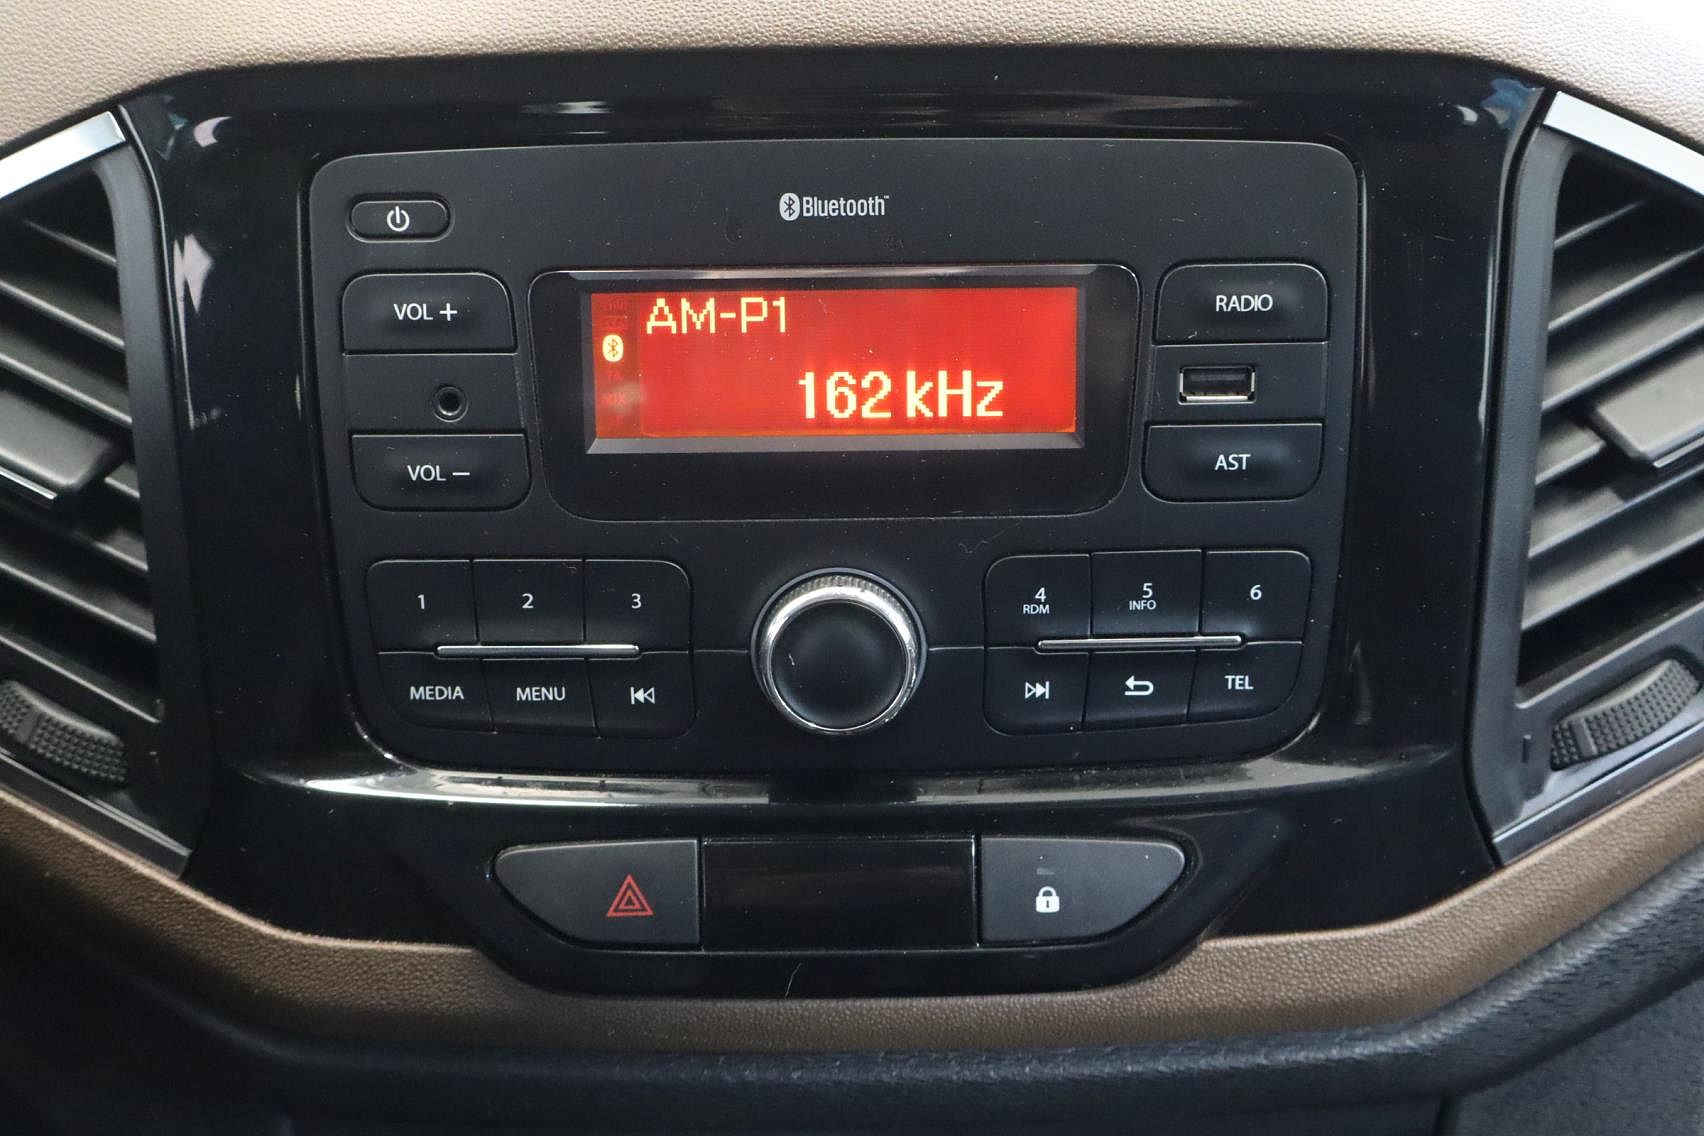 Bluetooth™
VOL +
AM-P1
162 kHz
RADIO
VOL −
AST
1
2
3
4
RDM
5
INFO
6
MEDIA
MENU
TEL